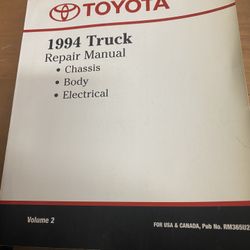 TOYOTA
1994 Truck
Repair Manual
• Chassis
• Body
• Electrical
Volume 2
FOR USA & CANADA, Pub No.